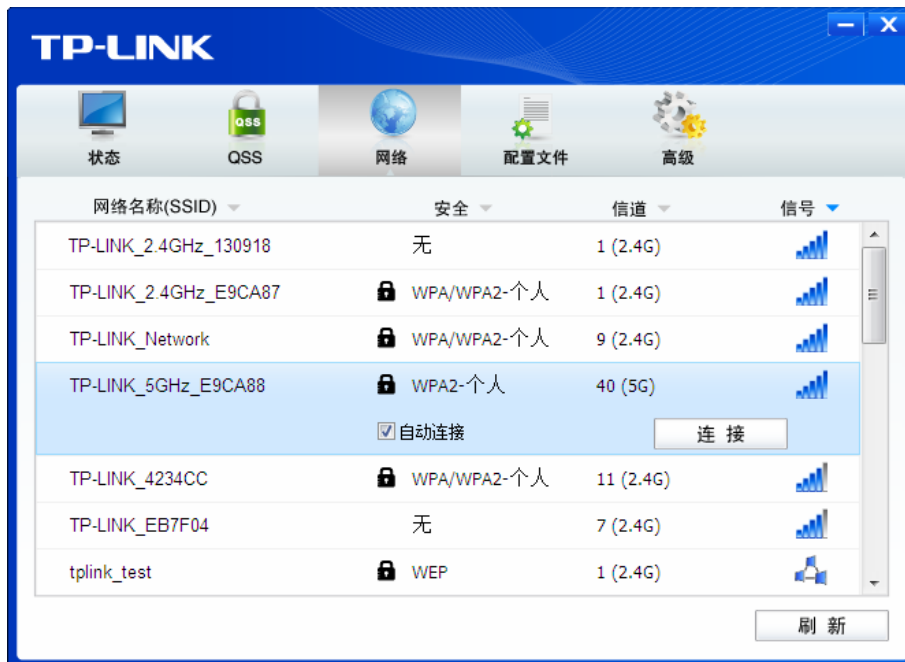 TP-LINK
QSS
状态 QSS 网络 配置文件 高级
网络名称(SSID) 安全 信道 信号
TP-LINK_2.4GHz_130918 无 1 (2.4G)
TP-LINK_2.4GHz_E9CA87 WPA/WPA2-个人 1 (2.4G)
TP-LINK_Network WPA/WPA2-个人 9 (2.4G)
TP-LINK_5GHz_E9CA88 WPA2-个人 40 (5G)
自动连接 连 接
TP-LINK_4234CC WPA/WPA2-个人 11 (2.4G)
TP-LINK_EB7F04 无 7 (2.4G)
tplink_test WEP 1 (2.4G)
刷 新